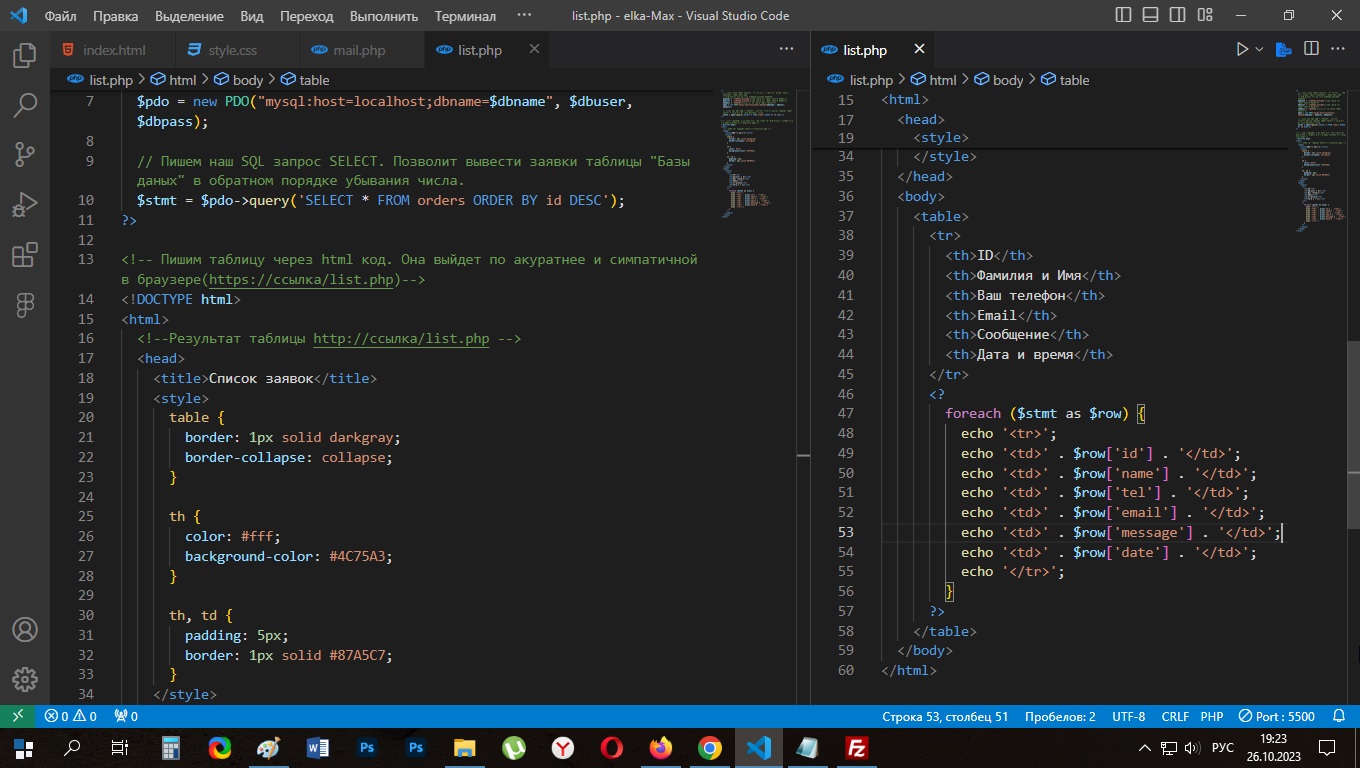 Файл Правка Выделение Вид Переход Выполнить Терминал ··· list.php - elka-Max - Visual Studio Code
index.html style.css mail.php list.php ···
list.php > html > body > table
7 $pdo = new PDO("mysql:host=localhost;dbname=$dbname", $dbuser,
$dbpass);
8
9 // Пишем наш SQL запрос SELECT. Позволит вывести заявки таблицы "Базы
даных" в обратном порядке убывания числа.
10 $stmt = $pdo->query('SELECT * FROM orders ORDER BY id DESC');
11 ?>
12
13 <!-- Пишим таблицу через html код. Она выйдет по акуратнее и симпатичной
в браузере(https://ссылка/list.php)-->
14 <!DOCTYPE html>
15 <html>
16 <!--Результат таблицы http://ссылка/list.php -->
17 <head>
18 <title>Список заявок</title>
19 <style>
20 table {
21 border: 1px solid darkgray;
22 border-collapse: collapse;
23 }
24
25 th {
26 color: #fff;
27 background-color: #4C75A3;
28 }
29
30 th, td {
31 padding: 5px;
32 border: 1px solid #87A5C7;
33 }
34 </style>
list.php ···
list.php > html > body > table
15 <html>
17 <head>
19 <style>
34 </style>
35 </head>
36 <body>
37 <table>
38 <tr>
39 <th>ID</th>
40 <th>Фамилия и Имя</th>
41 <th>Ваш телефон</th>
42 <th>Email</th>
43 <th>Сообщение</th>
44 <th>Дата и время</th>
45 </tr>
46 <?
47 foreach ($stmt as $row) {
48 echo '<tr>';
49 echo '<td>' . $row['id'] . '</td>';
50 echo '<td>' . $row['name'] . '</td>';
51 echo '<td>' . $row['tel'] . '</td>';
52 echo '<td>' . $row['email'] . '</td>';
53 echo '<td>' . $row['message'] . '</td>';
54 echo '<td>' . $row['date'] . '</td>';
55 echo '</tr>';
56 }
57 ?>
58 </table>
59 </body>
60 </html>
0 0 0 Строка 53, столбец 51 Пробелов: 2 UTF-8 CRLF PHP Port : 5500
W Ps Ps Y Fz РУС 19:23
26.10.2023